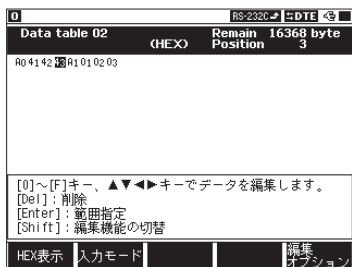 0 RS-232C DTE
Data table 02 Remain 16368 byte
(HEX) Position 3
A0 41 42 43 A1 01 02 03
[0]～[F]キー、▲▼◀▶キーでデータを編集します。
[Del]：削除
[Enter]：範囲指定
[Shift]：編集機能の切替
HEX表示 入力モード 編集
オプション